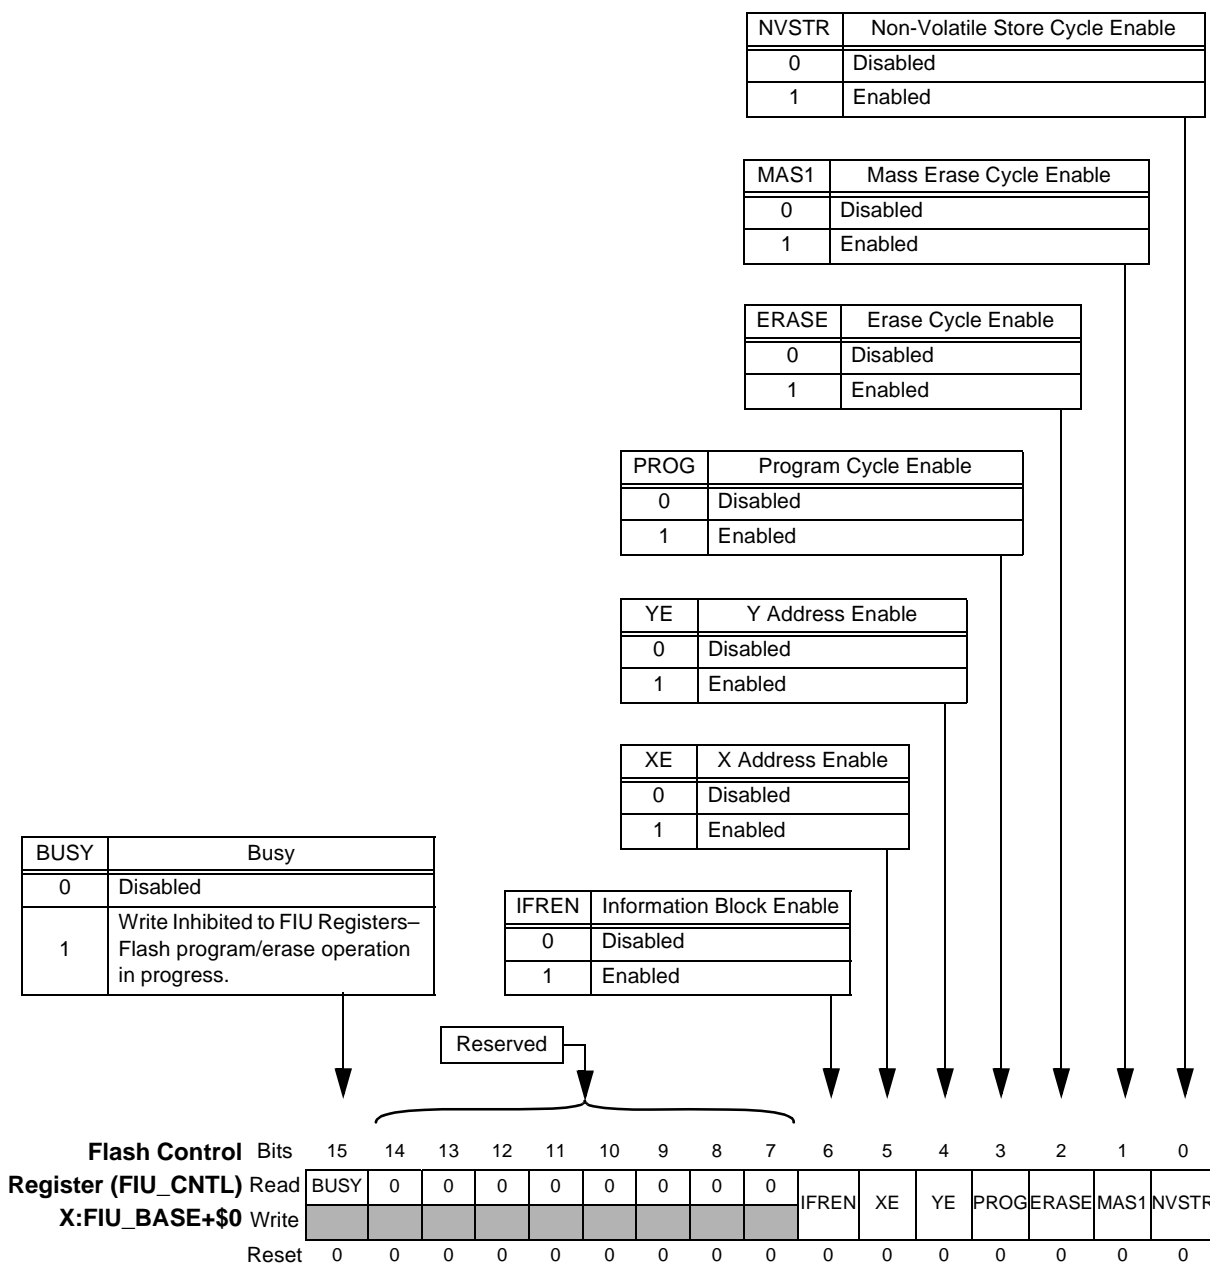 NVSTR Non-Volatile Store Cycle Enable
0 Disabled
1 Enabled
MAS1 Mass Erase Cycle Enable
0 Disabled
1 Enabled
ERASE Erase Cycle Enable
0 Disabled
1 Enabled
PROG Program Cycle Enable
0 Disabled
1 Enabled
YE Y Address Enable
0 Disabled
1 Enabled
XE X Address Enable
0 Disabled
1 Enabled
BUSY Busy
0 Disabled
1 Write Inhibited to FIU Registers–
Flash program/erase operation
in progress.
IFREN Information Block Enable
0 Disabled
1 Enabled
Reserved
Flash Control Bits 15 14 13 12 11 10 9 8 7 6 5 4 3 2 1 0
Register (FIU_CNTL) Read BUSY 0 0 0 0 0 0 0 0 IFREN XE YE PROG ERASE MAS1 NVSTR
X:FIU_BASE+$0 Write
Reset 0 0 0 0 0 0 0 0 0 0 0 0 0 0 0 0